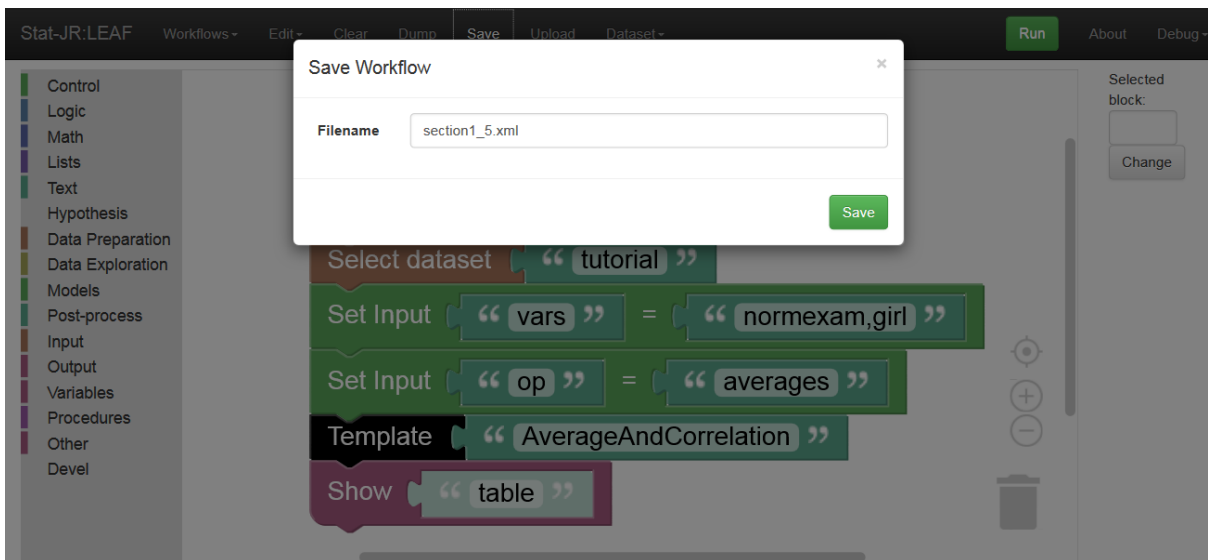 Stat-JR:LEAF Workflows Edit Clear Dump Save Upload Dataset Run About Debug
Save Workflow ×
Filename section1_5.xml
Save
Control
Logic
Math
Lists
Text
Hypothesis
Data Preparation
Data Exploration
Models
Post-process
Input
Output
Variables
Procedures
Other
Devel
Select dataset “ tutorial ”
Set Input “ vars ” = “ normexam,girl ”
Set Input “ op ” = “ averages ”
Template “ AverageAndCorrelation ”
Show “ table ”
Selected
block:
Change